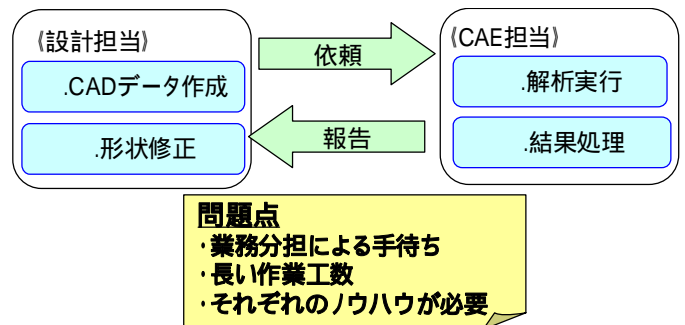 《設計担当》
.CADデータ作成
.形状修正
依頼
報告
《CAE担当》
.解析実行
.結果処理
問題点
・業務分担による手待ち
・長い作業工数
・それぞれのノウハウが必要